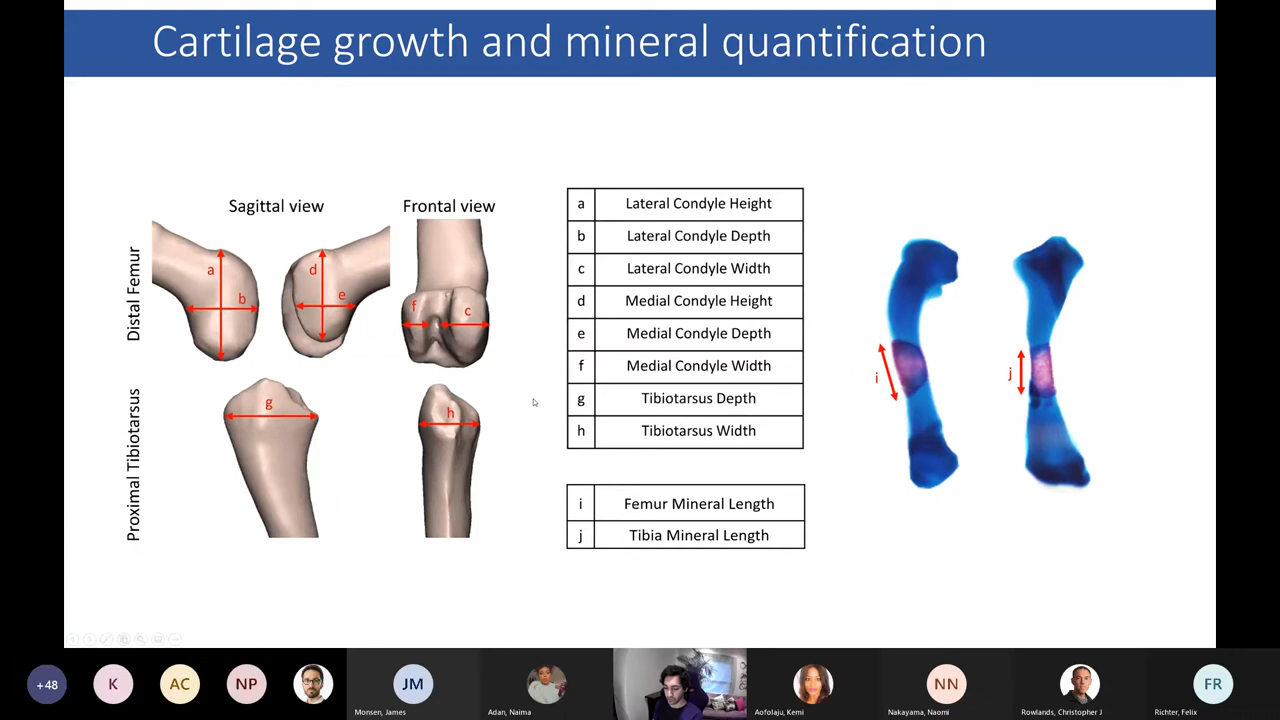 Cartilage growth and mineral quantification
Sagittal view
Frontal view
Distal Femur
a
b
d
e
f
c
Proximal Tibiotarsus
g
h
a Lateral Condyle Height
b Lateral Condyle Depth
c Lateral Condyle Width
d Medial Condyle Height
e Medial Condyle Depth
f Medial Condyle Width
g Tibiotarsus Depth
h Tibiotarsus Width
i Femur Mineral Length
j Tibia Mineral Length
i
j
+48
K
AC
NP
JM
NN
FR
Monsen, James
Adan, Naima
Aofolaju, Kemi
Nakayama, Naomi
Rowlands, Christopher J
Richter, Felix